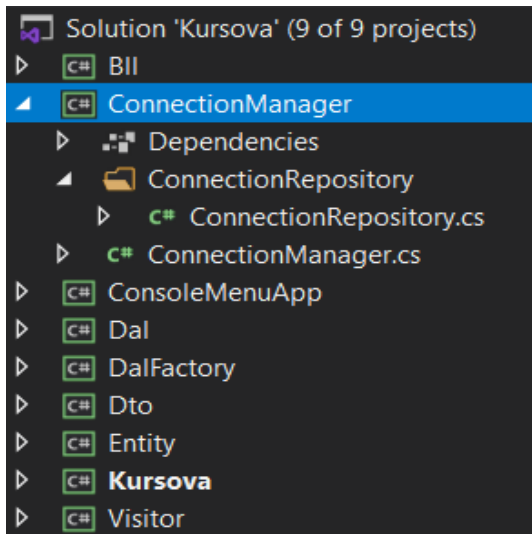 Solution 'Kursova' (9 of 9 projects)
C# Bll
C# ConnectionManager
Dependencies
ConnectionRepository
C# ConnectionRepository.cs
C# ConnectionManager.cs
C# ConsoleMenuApp
C# Dal
C# DalFactory
C# Dto
C# Entity
C# Kursova
C# Visitor